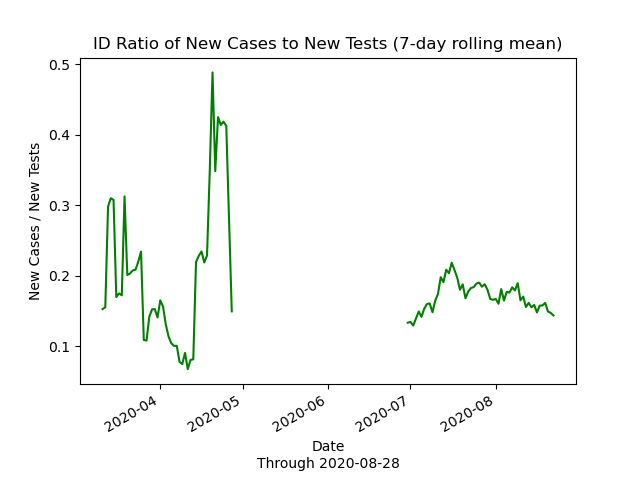 ID Ratio of New Cases to New Tests (7-day rolling mean)
0.5
0.4
0.3
0.2
0.1
New Cases / New Tests
2020-04
2020-05
2020-06
2020-07
2020-08
Date
Through 2020-08-28